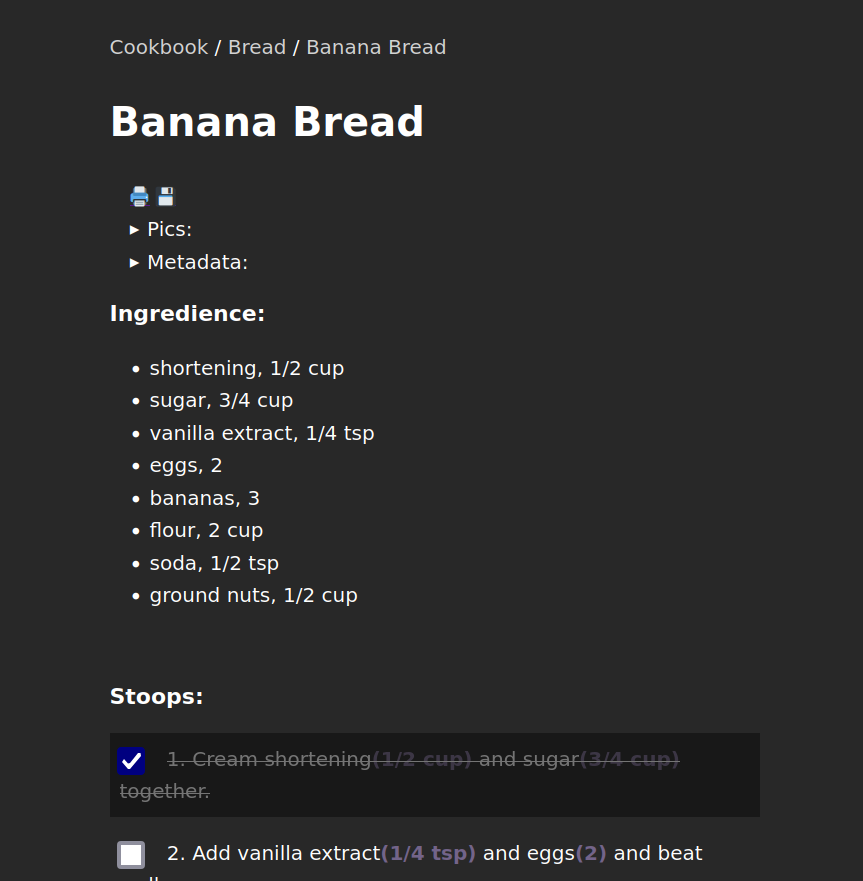 Cookbook / Bread / Banana Bread
Banana Bread
Pics:
Metadata:
Ingredience:
shortening, 1/2 cup
sugar, 3/4 cup
vanilla extract, 1/4 tsp
eggs, 2
bananas, 3
flour, 2 cup
soda, 1/2 tsp
ground nuts, 1/2 cup
Stoops:
1. Cream shortening(1/2 cup) and sugar(3/4 cup)
together.
2. Add vanilla extract(1/4 tsp) and eggs(2) and beat